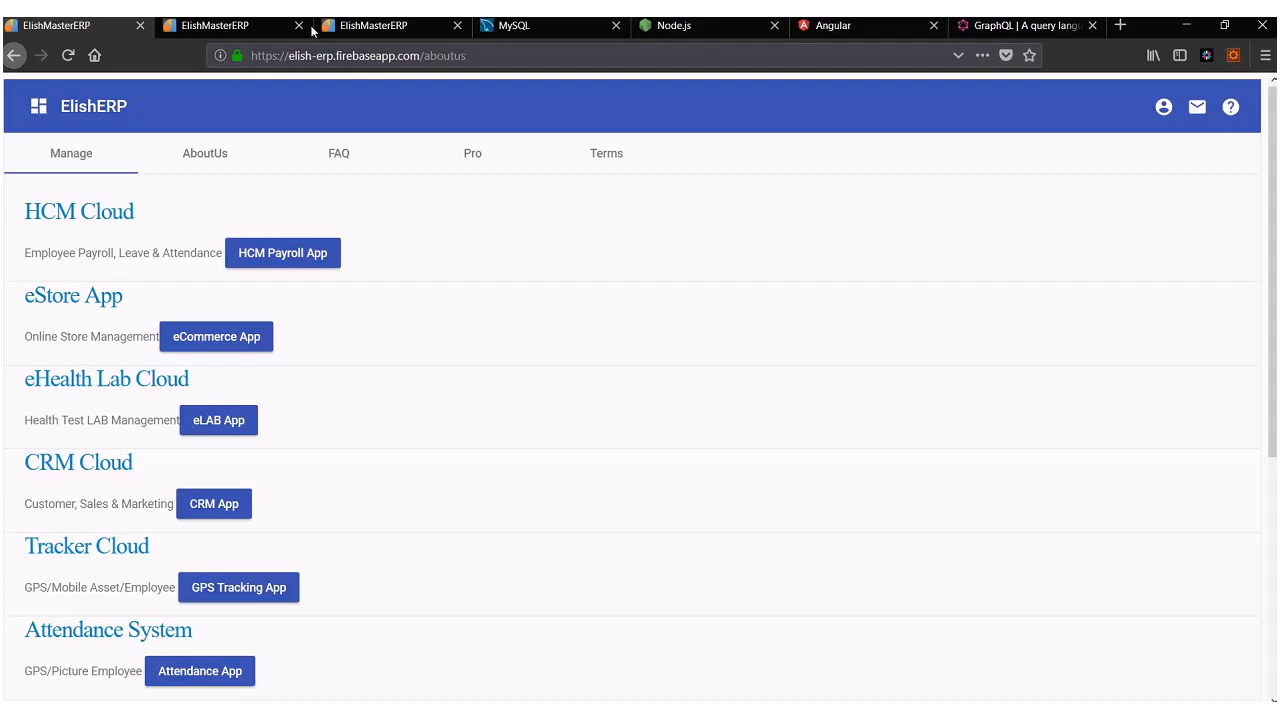 ElishMasterERP ElishMasterERP ElishMasterERP MySQL Node.js Angular GraphQL | A query langu
https://elish-erp.firebaseapp.com/aboutus
ElishERP
Manage AboutUs FAQ Pro Terms
HCM Cloud
Employee Payroll, Leave & Attendance HCM Payroll App
eStore App
Online Store Management eCommerce App
eHealth Lab Cloud
Health Test LAB Management eLAB App
CRM Cloud
Customer, Sales & Marketing CRM App
Tracker Cloud
GPS/Mobile Asset/Employee GPS Tracking App
Attendance System
GPS/Picture Employee Attendance App